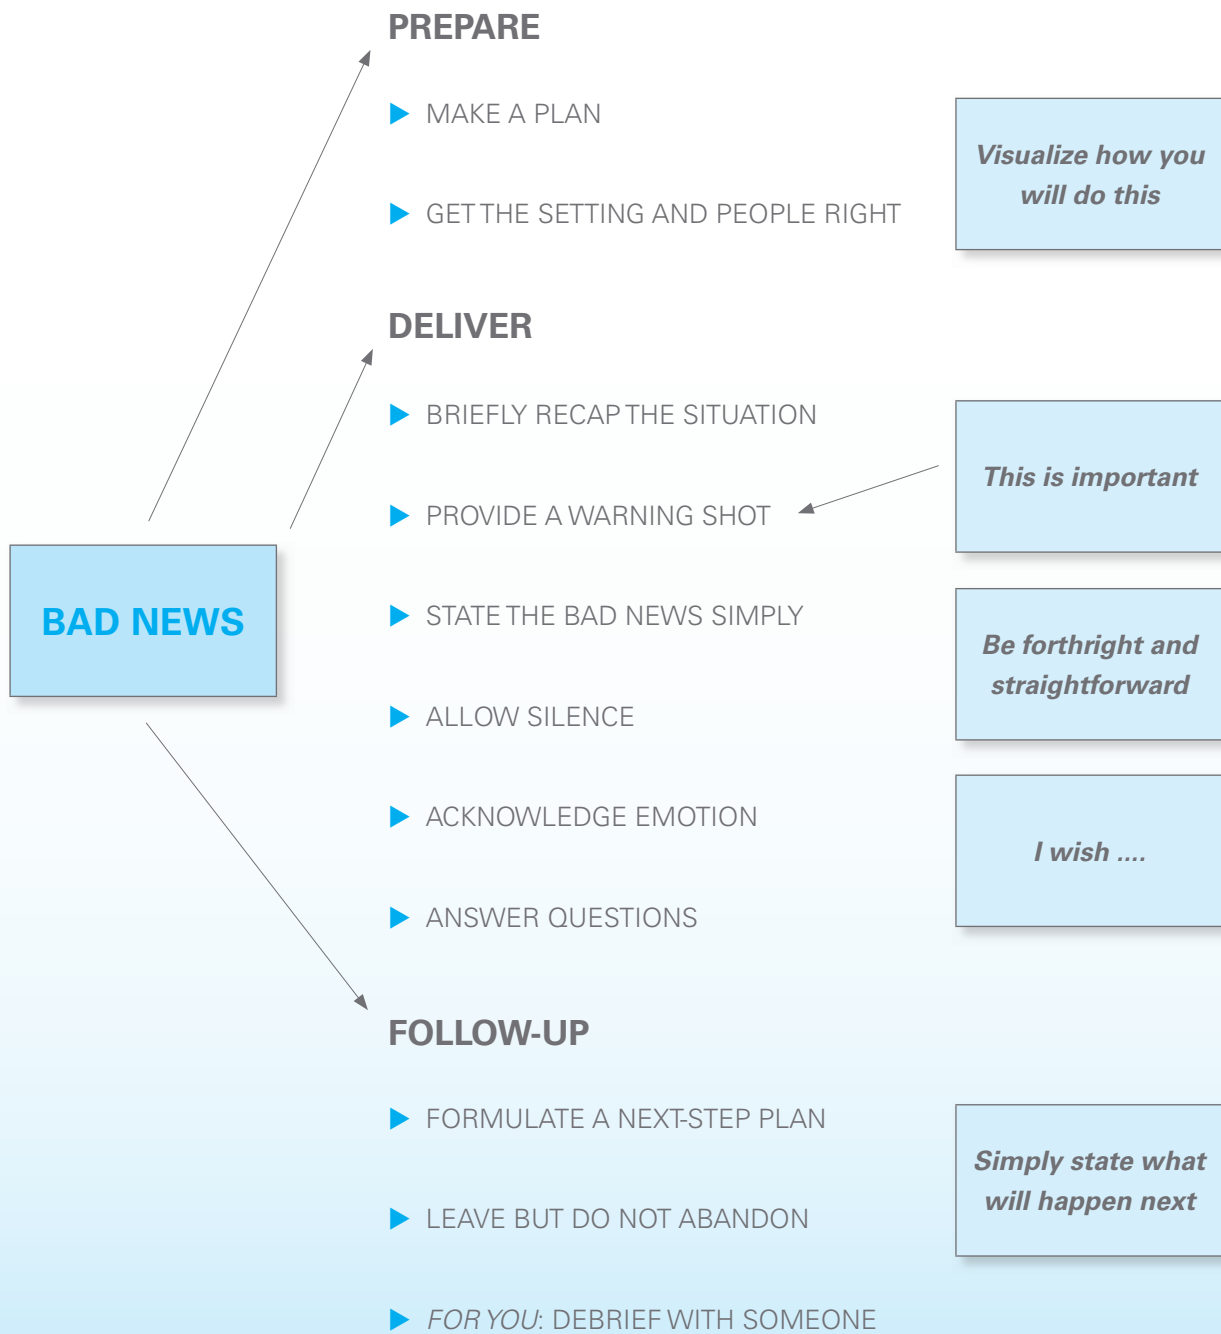 PREPARE
MAKE A PLAN
GET THE SETTING AND PEOPLE RIGHT
Visualize how you
will do this
DELIVER
BRIEFLY RECAP THE SITUATION
PROVIDE A WARNING SHOT
This is important
BAD NEWS
STATE THE BAD NEWS SIMPLY
Be forthright and
straightforward
ALLOW SILENCE
ACKNOWLEDGE EMOTION
I wish ....
ANSWER QUESTIONS
FOLLOW-UP
FORMULATE A NEXT-STEP PLAN
Simply state what
will happen next
LEAVE BUT DO NOT ABANDON
FOR YOU: DEBRIEF WITH SOMEONE